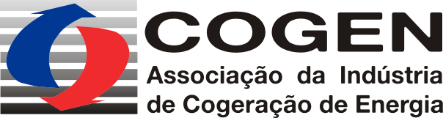 COGEN
Associação da Indústria
de Cogeração de Energia